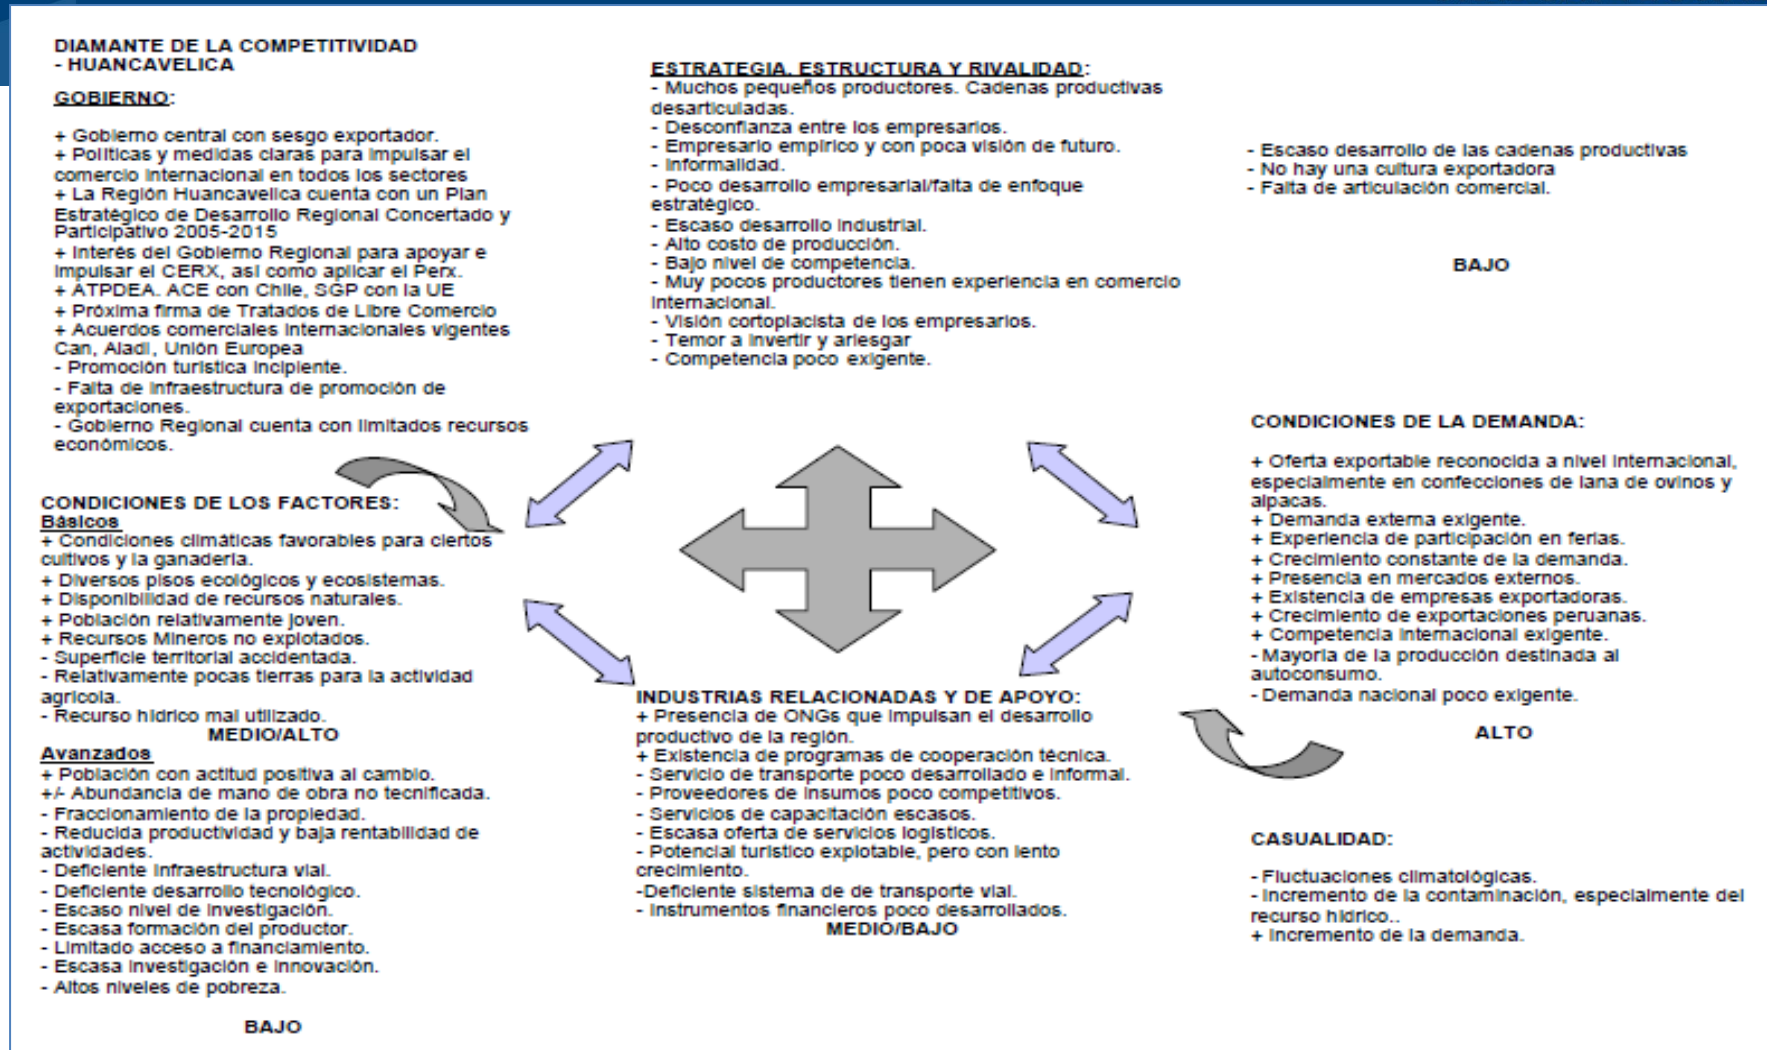 DIAMANTE DE LA COMPETITIVIDAD
- HUANCAVELICA
GOBIERNO:
+ Gobierno central con sesgo exportador.
+ Políticas y medidas claras para impulsar el
comercio internacional en todos los sectores
+ La Región Huancavelica cuenta con un Plan
Estratégico de Desarrollo Regional Concertado y
Participativo 2005-2015
+ Interés del Gobierno Regional para apoyar e
impulsar el CERX, así como aplicar el Perx.
+ ATPDEA. ACE con Chile, SGP con la UE
+ Próxima firma de Tratados de Libre Comercio
+ Acuerdos comerciales internacionales vigentes
Can, Aladi, Unión Europea
- Promoción turística incipiente.
- Falta de infraestructura de promoción de
exportaciones.
- Gobierno Regional cuenta con limitados recursos
económicos.
ESTRATEGIA. ESTRUCTURA Y RIVALIDAD:
- Muchos pequeños productores. Cadenas productivas
desarticuladas.
- Desconfianza entre los empresarios.
- Empresario empírico y con poca visión de futuro.
- Informalidad.
- Poco desarrollo empresarial/falta de enfoque
estratégico.
- Escaso desarrollo industrial.
- Alto costo de producción.
- Bajo nivel de competencia.
- Muy pocos productores tienen experiencia en comercio
internacional.
- Visión cortoplacista de los empresarios.
- Temor a invertir y arlesgar
- Competencia poco exigente.
- Escaso desarrollo de las cadenas productivas
- No hay una cultura exportadora
- Falta de articulación comercial.
BAJO
CONDICIONES DE LOS FACTORES:
Básicos
+ Condiciones climáticas favorables para ciertos
cultivos y la ganadería.
+ Diversos pisos ecológicos y ecosistemas.
+ Disponibilidad de recursos naturales.
+ Población relativamente joven.
+ Recursos Mineros no explotados.
- Superficie territorial accidentada.
- Relativamente pocas tierras para la actividad
agrícola.
- Recurso hídrico mal utilizado.
MEDIO/ALTO
Avanzados
+ Población con actitud positiva al cambio.
+/- Abundancia de mano de obra no tecnificada.
- Fraccionamiento de la propiedad.
- Reducida productividad y baja rentabilidad de
actividades.
- Deficiente infraestructura vial.
- Deficiente desarrollo tecnológico.
- Escaso nivel de investigación.
- Escasa formación del productor.
- Limitado acceso a financiamiento.
- Escasa investigación e innovación.
- Altos niveles de pobreza.
BAJO
INDUSTRIAS RELACIONADAS Y DE APOYO:
+ Presencia de ONGs que impulsan el desarrollo
productivo de la región.
+ Existencia de programas de cooperación técnica.
- Servicio de transporte poco desarrollado e informal.
- Proveedores de insumos poco competitivos.
- Servicios de capacitación escasos.
- Escasa oferta de servicios logísticos.
- Potencial turístico explotable, pero con lento
crecimiento.
-Deficiente sistema de de transporte vial.
- Instrumentos financieros poco desarrollados.
MEDIO/BAJO
CONDICIONES DE LA DEMANDA:
+ Oferta exportable reconocida a nivel internacional,
especialmente en confecciones de lana de ovinos y
alpacas.
+ Demanda externa exigente.
+ Experiencia de participación en ferias.
+ Crecimiento constante de la demanda.
+ Presencia en mercados externos.
+ Existencia de empresas exportadoras.
+ Crecimiento de exportaciones peruanas.
+ Competencia internacional exigente.
- Mayoría de la producción destinada al
autoconsumo.
- Demanda nacional poco exigente.
ALTO
CASUALIDAD:
- Fluctuaciones climatológicas.
- Incremento de la contaminación, especialmente del
recurso hídrico..
+ Incremento de la demanda.